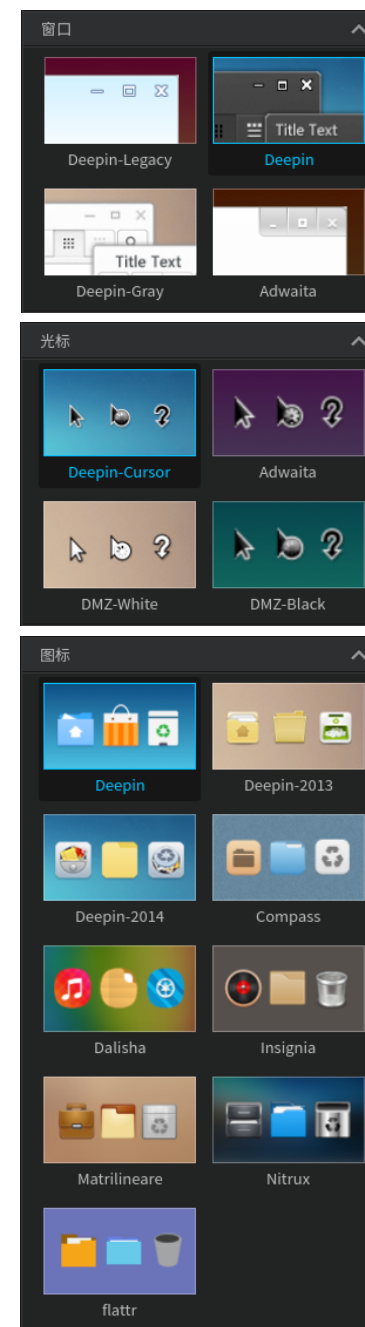 窗口
Title Text
Deepin-Legacy
Deepin
Title Text
Deepin-Gray
Adwaita
光标
Deepin-Cursor
Adwaita
DMZ-White
DMZ-Black
图标
Deepin
Deepin-2013
Deepin-2014
Compass
Dalisha
Insignia
Matrilineare
Nitrux
flattr